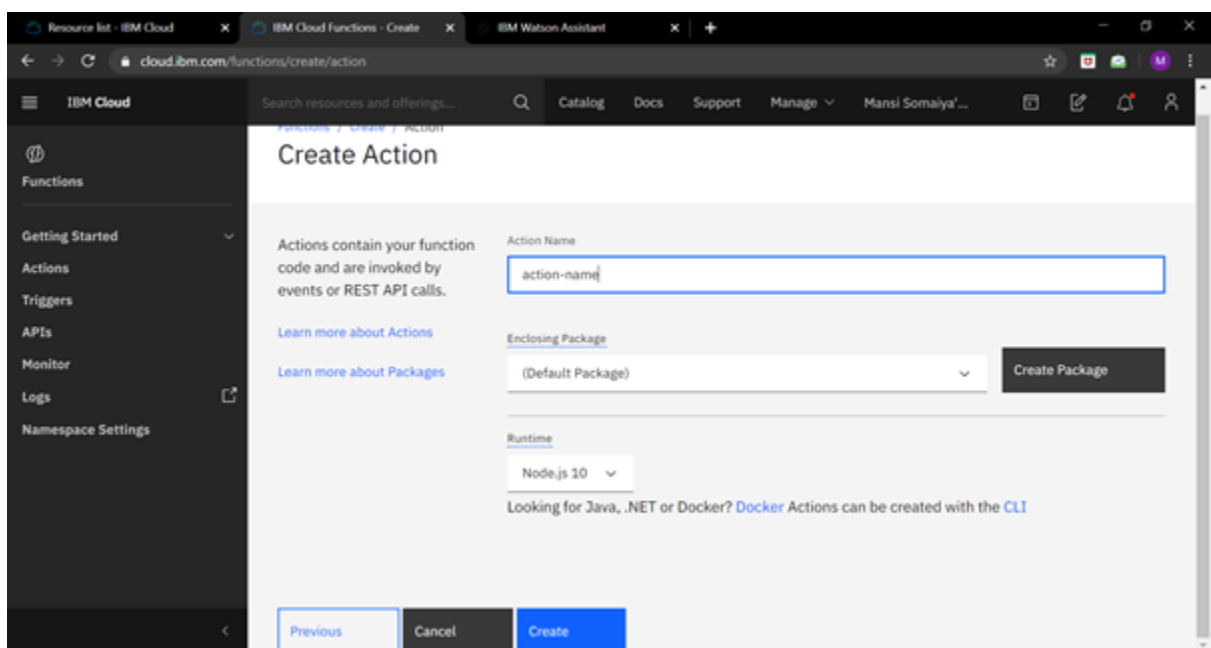 Resource list - IBM Cloud
IBM Cloud Functions - Create
IBM Watson Assistant
cloud.ibm.com/functions/create/action
M
IBM Cloud
Search resources and offerings...
Catalog
Docs
Support
Manage
Mansi Somaiya'...
Functions / Create / Action
Create Action
Functions
Getting Started
Actions
Triggers
APIs
Monitor
Logs
Namespace Settings
Actions contain your function
code and are invoked by
events or REST API calls.
Learn more about Actions
Learn more about Packages
Action Name
action-name
Enclosing Package
(Default Package)
Create Package
Runtime
Node.js 10
Looking for Java, .NET or Docker? Docker Actions can be created with the CLI
Previous
Cancel
Create